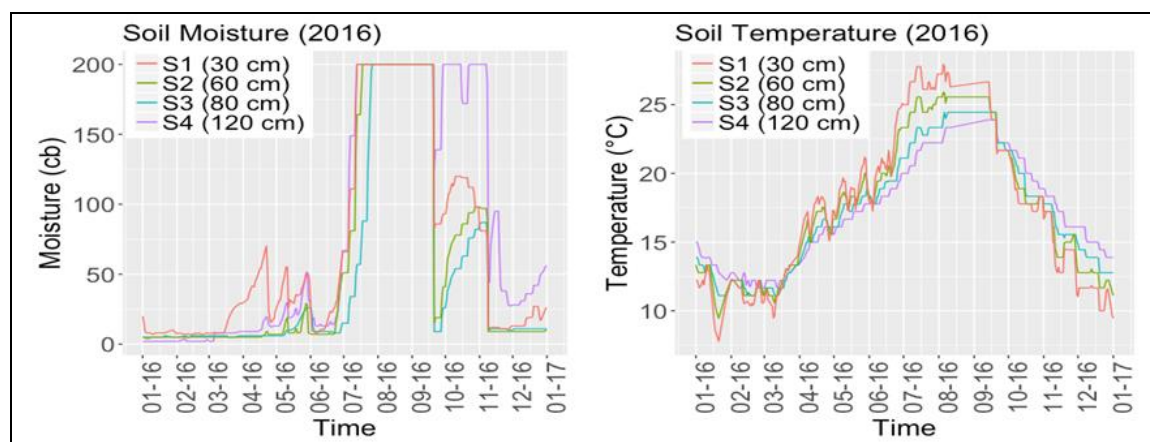 Soil Moisture (2016)
S1 (30 cm)
S2 (60 cm)
S3 (80 cm)
S4 (120 cm)
Moisture (cb)
200
150
100
50
0
01-16
02-16
03-16
04-16
05-16
06-16
07-16
08-16
09-16
10-16
11-16
12-16
01-17
Time
Soil Temperature (2016)
S1 (30 cm)
S2 (60 cm)
S3 (80 cm)
S4 (120 cm)
Temperature (°C)
25
20
15
10
01-16
02-16
03-16
04-16
05-16
06-16
07-16
08-16
09-16
10-16
11-16
12-16
01-17
Time